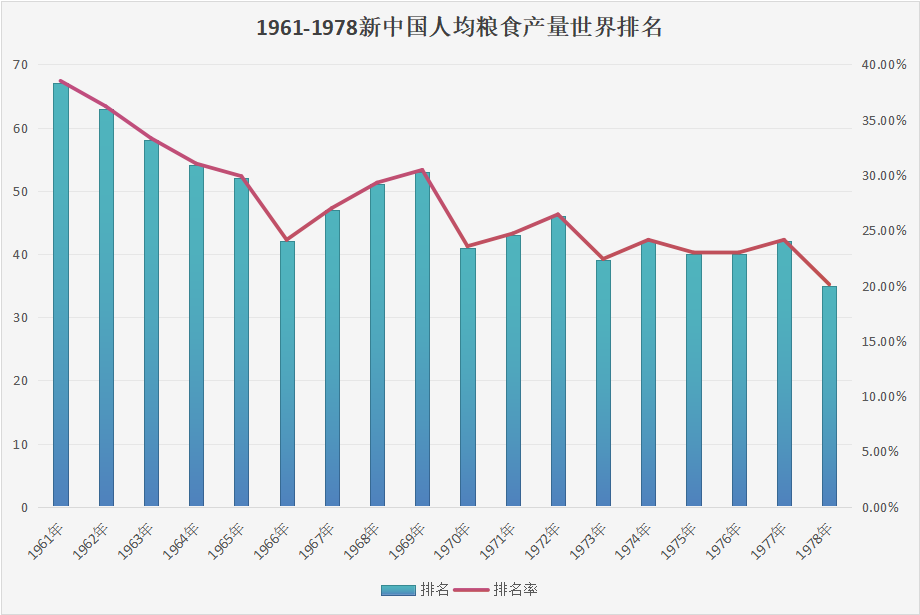 1961-1978新中国人均粮食产量世界排名
70
60
50
40
30
20
10
0
40.00%
35.00%
30.00%
25.00%
20.00%
15.00%
10.00%
5.00%
0.00%
1961年
1962年
1963年
1964年
1965年
1966年
1967年
1968年
1969年
1970年
1971年
1972年
1973年
1974年
1975年
1976年
1977年
1978年
排名
排名率